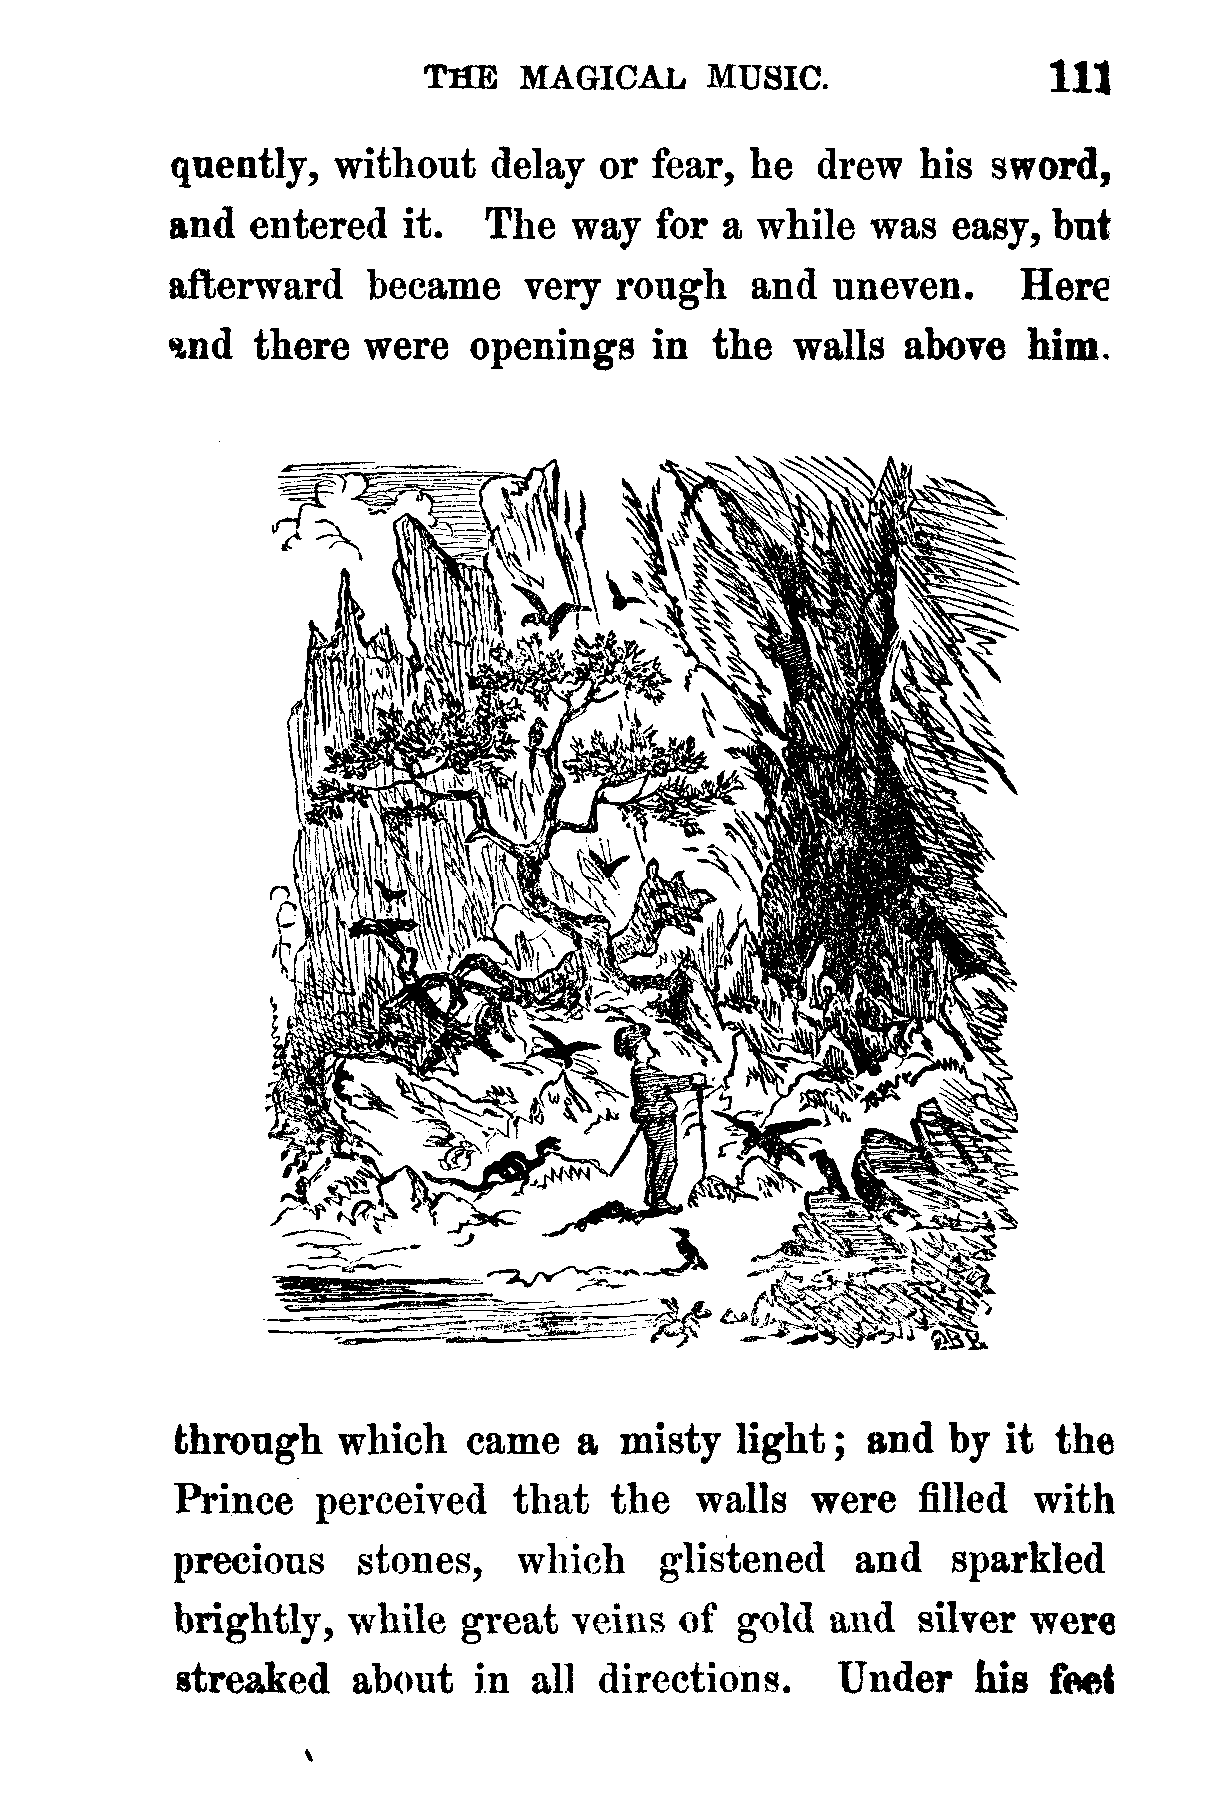 THE MAGICAL MUSIC. 111
quently, without delay or fear, he drew his sword,
and entered it. The way for a while was easy, but
afterward became very rough and uneven. Here
and there were openings in the walls above him.
through which came a misty light; and by it the
Prince perceived that the walls were filled with
precious stones, which glistened and sparkled
brightly, while great veins of gold and silver were
streaked about in all directions. Under his feet